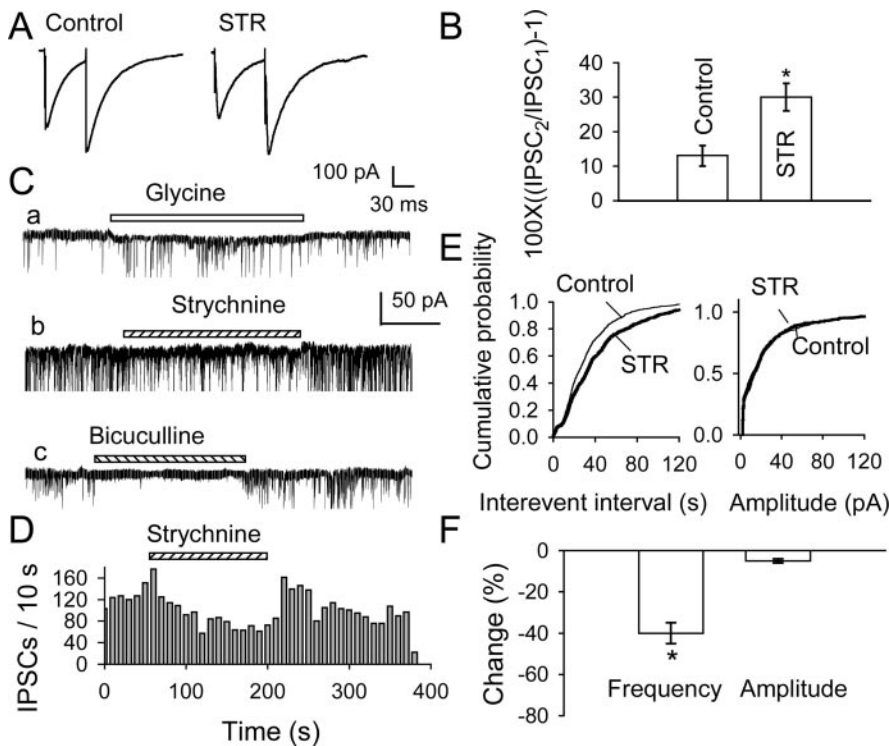 A
Control
STR
100 pA
30 ms
B
100X((IPSC2/IPSC1)-1)
40
30
20
10
0
Control
STR
*
C
Glycine
a
50 pA
Strychnine
b
Bicuculline
c
D
Strychnine
IPSCs / 10 s
160
120
80
40
0
0 100 200 300 400
Time (s)
E
Cumulative probability
1.0
0.8
0.6
0.4
0.2
0.0
Control
STR
0 40 80 120
Interevent interval (s)
1.0
0.5
0.0
STR
Control
0 40 80 120
Amplitude (pA)
F
Change (%)
0
-20
-40
-60
-80
*
Frequency Amplitude